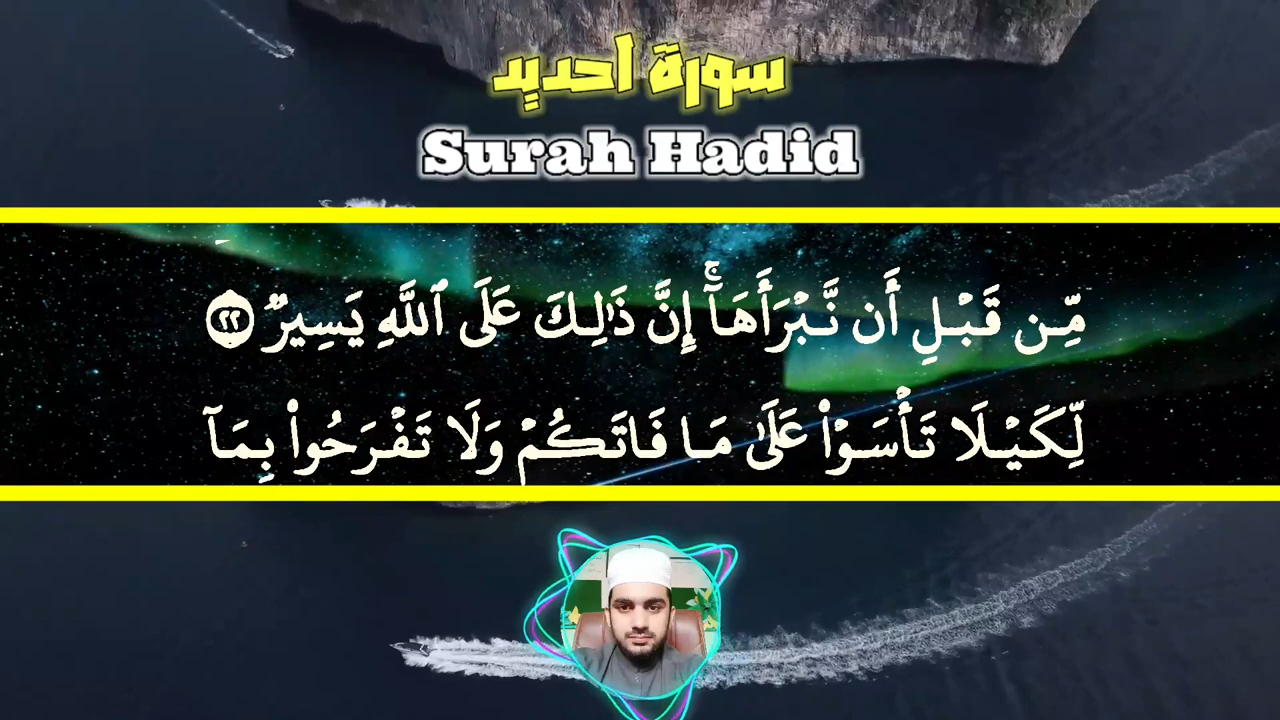 سورة احديد
Surah Hadid
مِّن قَبْلِ أَن نَّبْرَأَهَآۚ إِنَّ ذَٰلِكَ عَلَى ٱللَّهِ يَسِيرٌ ٢٢
لِّكَيْلَا تَأْسَوْا۟ عَلَىٰ مَا فَاتَكُمْ وَلَا تَفْرَحُوا۟ بِمَآ